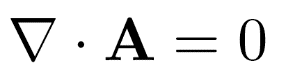 ∇ · 𝐀 = 0